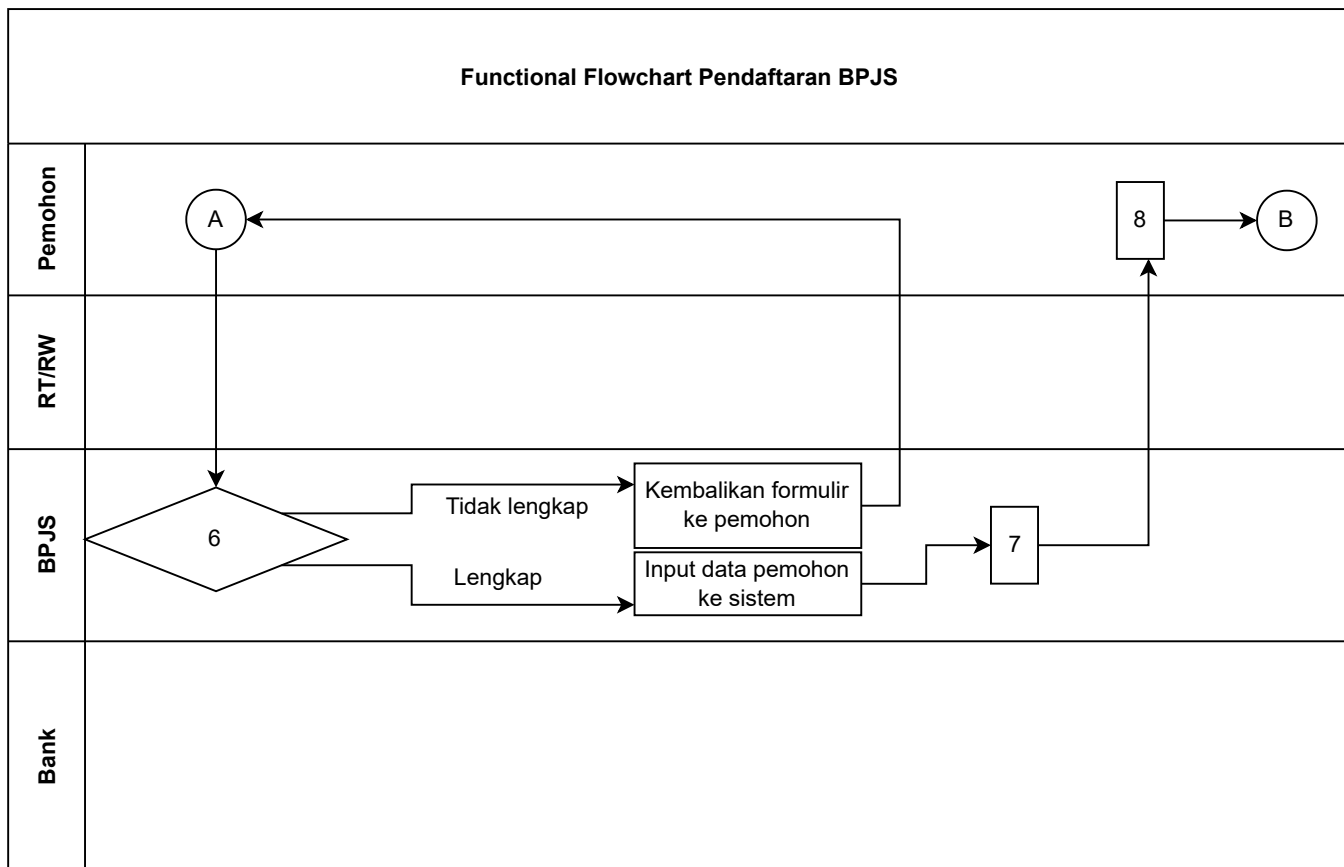 Functional Flowchart Pendaftaran BPJS
Pemohon
A
8
B
RT/RW
BPJS
6
Tidak lengkap
Lengkap
Kembalikan formulir
ke pemohon
Input data pemohon
ke sistem
7
Bank